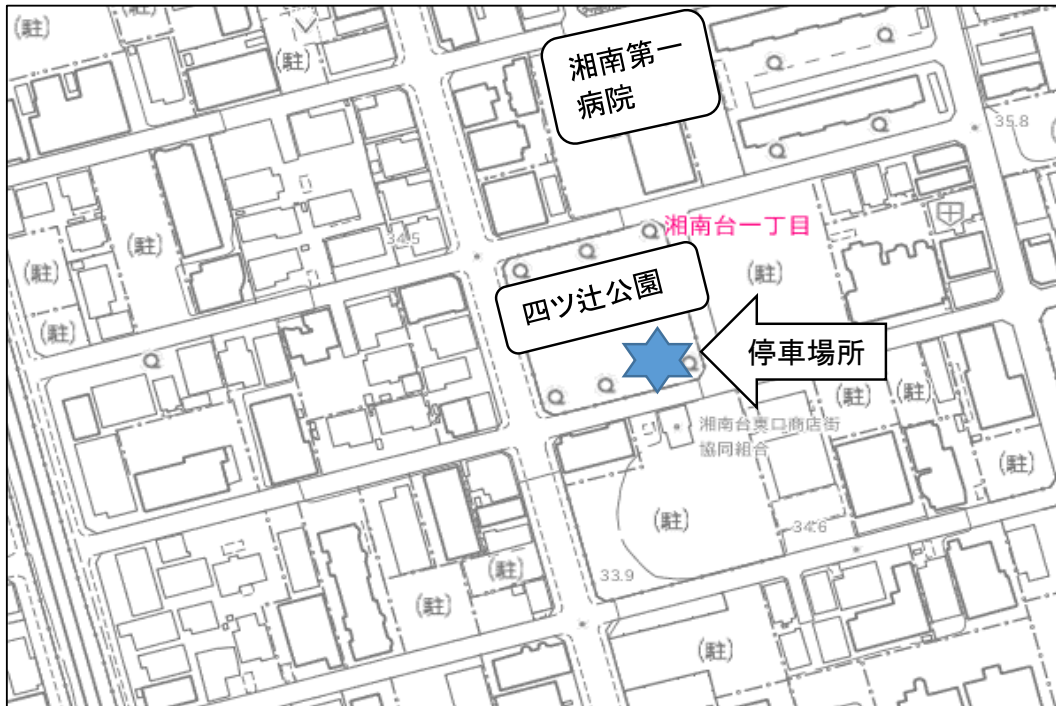 (駐)
(駐)
湘南第一
病院
35.8
湘南台一丁目
34.5
(駐)
(駐)
(駐)
四ツ辻公園
(駐)
停車場所
(駐)
(駐)
湘南台東口商店街
協同組合
(駐)
(駐)
34.6
(駐)
33.9
(駐)
(駐)